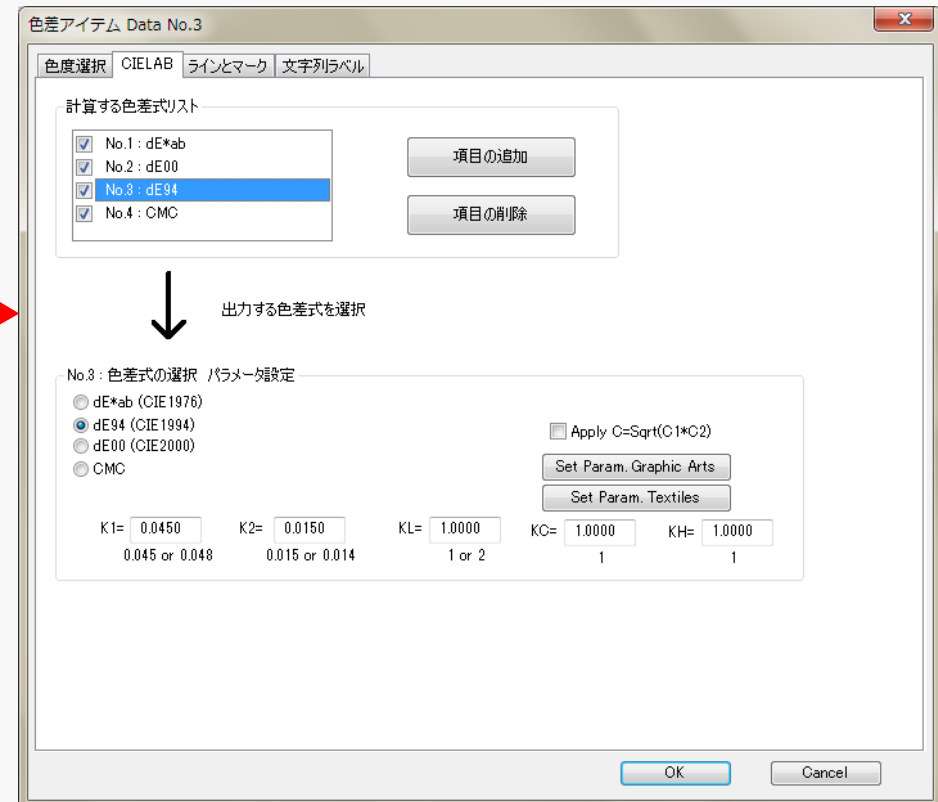 色差アイテム Data No.3
色度選択 CIELAB ラインとマーク 文字列ラベル
計算する色差式リスト
No.1 : dE*ab
No.2 : dE00
No.3 : dE94
No.4 : CMC
項目の追加
項目の削除
出力する色差式を選択
No.3 : 色差式の選択 パラメータ設定
dE*ab (CIE1976)
dE94 (CIE1994)
dE00 (CIE2000)
CMC
Apply C=Sqrt(C1*C2)
Set Param. Graphic Arts
Set Param. Textiles
K1= 0.0450 K2= 0.0150 KL= 1.0000 KC= 1.0000 KH= 1.0000
0.045 or 0.048 0.015 or 0.014 1 or 2 1 1
OK Cancel